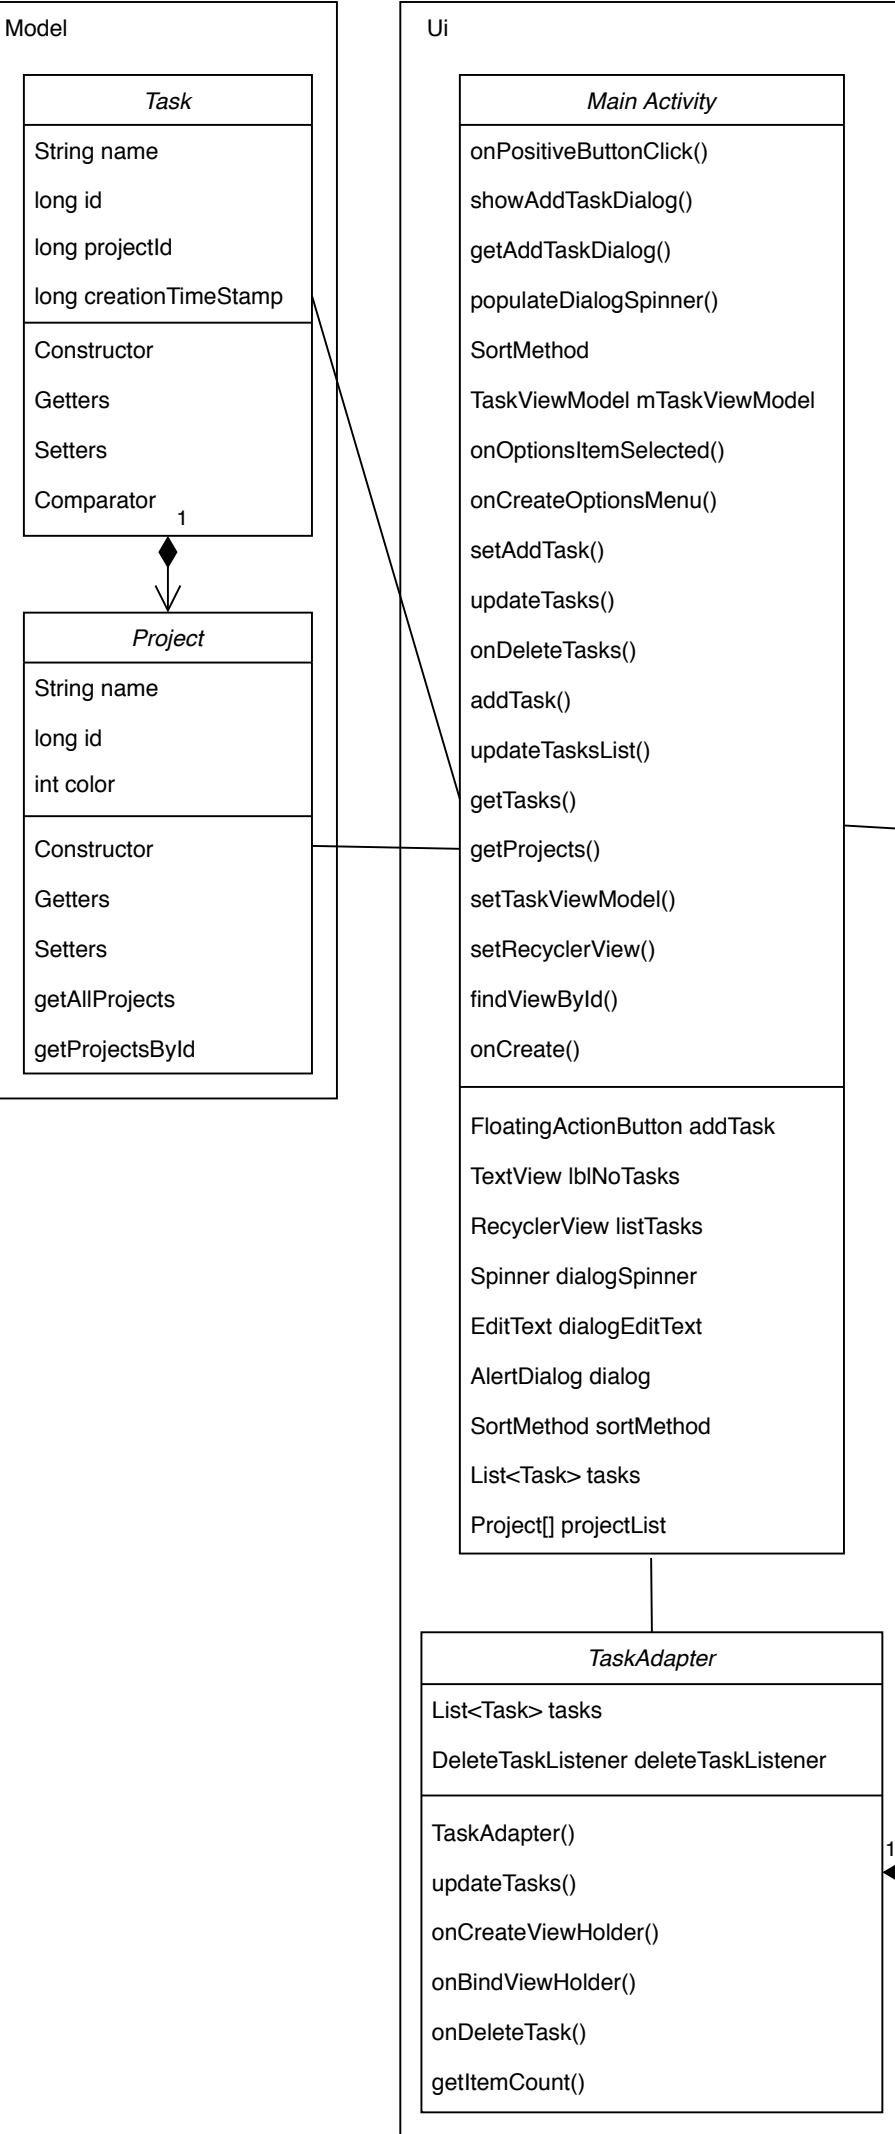 Model
Task
String name
long id
long projectId
long creationTimeStamp
Constructor
Getters
Setters
Comparator
1
Project
String name
long id
int color
Constructor
Getters
Setters
getAllProjects
getProjectsById
Ui
Main Activity
onPositiveButtonClick()
showAddTaskDialog()
getAddTaskDialog()
populateDialogSpinner()
SortMethod
TaskViewModel mTaskViewModel
onOptionsItemSelected()
onCreateOptionsMenu()
setAddTask()
updateTasks()
onDeleteTasks()
addTask()
updateTasksList()
getTasks()
getProjects()
setTaskViewModel()
setRecyclerView()
findViewById()
onCreate()
FloatingActionButton addTask
TextView lblNoTasks
RecyclerView listTasks
Spinner dialogSpinner
EditText dialogEditText
AlertDialog dialog
SortMethod sortMethod
List<Task> tasks
Project[] projectList
TaskAdapter
List<Task> tasks
DeleteTaskListener deleteTaskListener
TaskAdapter()
updateTasks()
onCreateViewHolder()
onBindViewHolder()
onDeleteTask()
getItemCount()
1